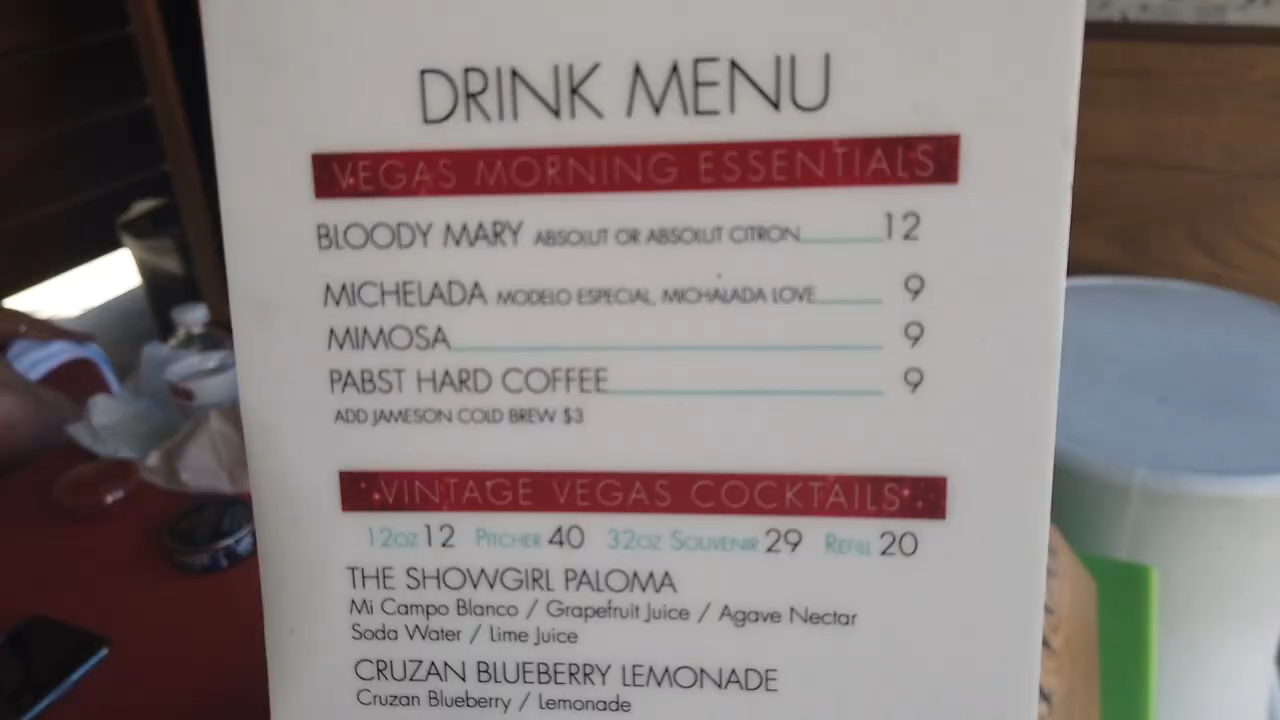 DRINK MENU
VEGAS MORNING ESSENTIALS
BLOODY MARY ABSOLUT OR ABSOLUT CITRON 12
MICHELADA MODELO ESPECIAL, MICHALADA LOVE 9
MIMOSA 9
PABST HARD COFFEE 9
ADD JAMESON COLD BREW $3
VINTAGE VEGAS COCKTAILS
12oz 12 Pitcher 40 32oz Souvenir 29 Refill 20
THE SHOWGIRL PALOMA
Mi Campo Blanco / Grapefruit Juice / Agave Nectar
Soda Water / Lime Juice
CRUZAN BLUEBERRY LEMONADE
Cruzan Blueberry / Lemonade